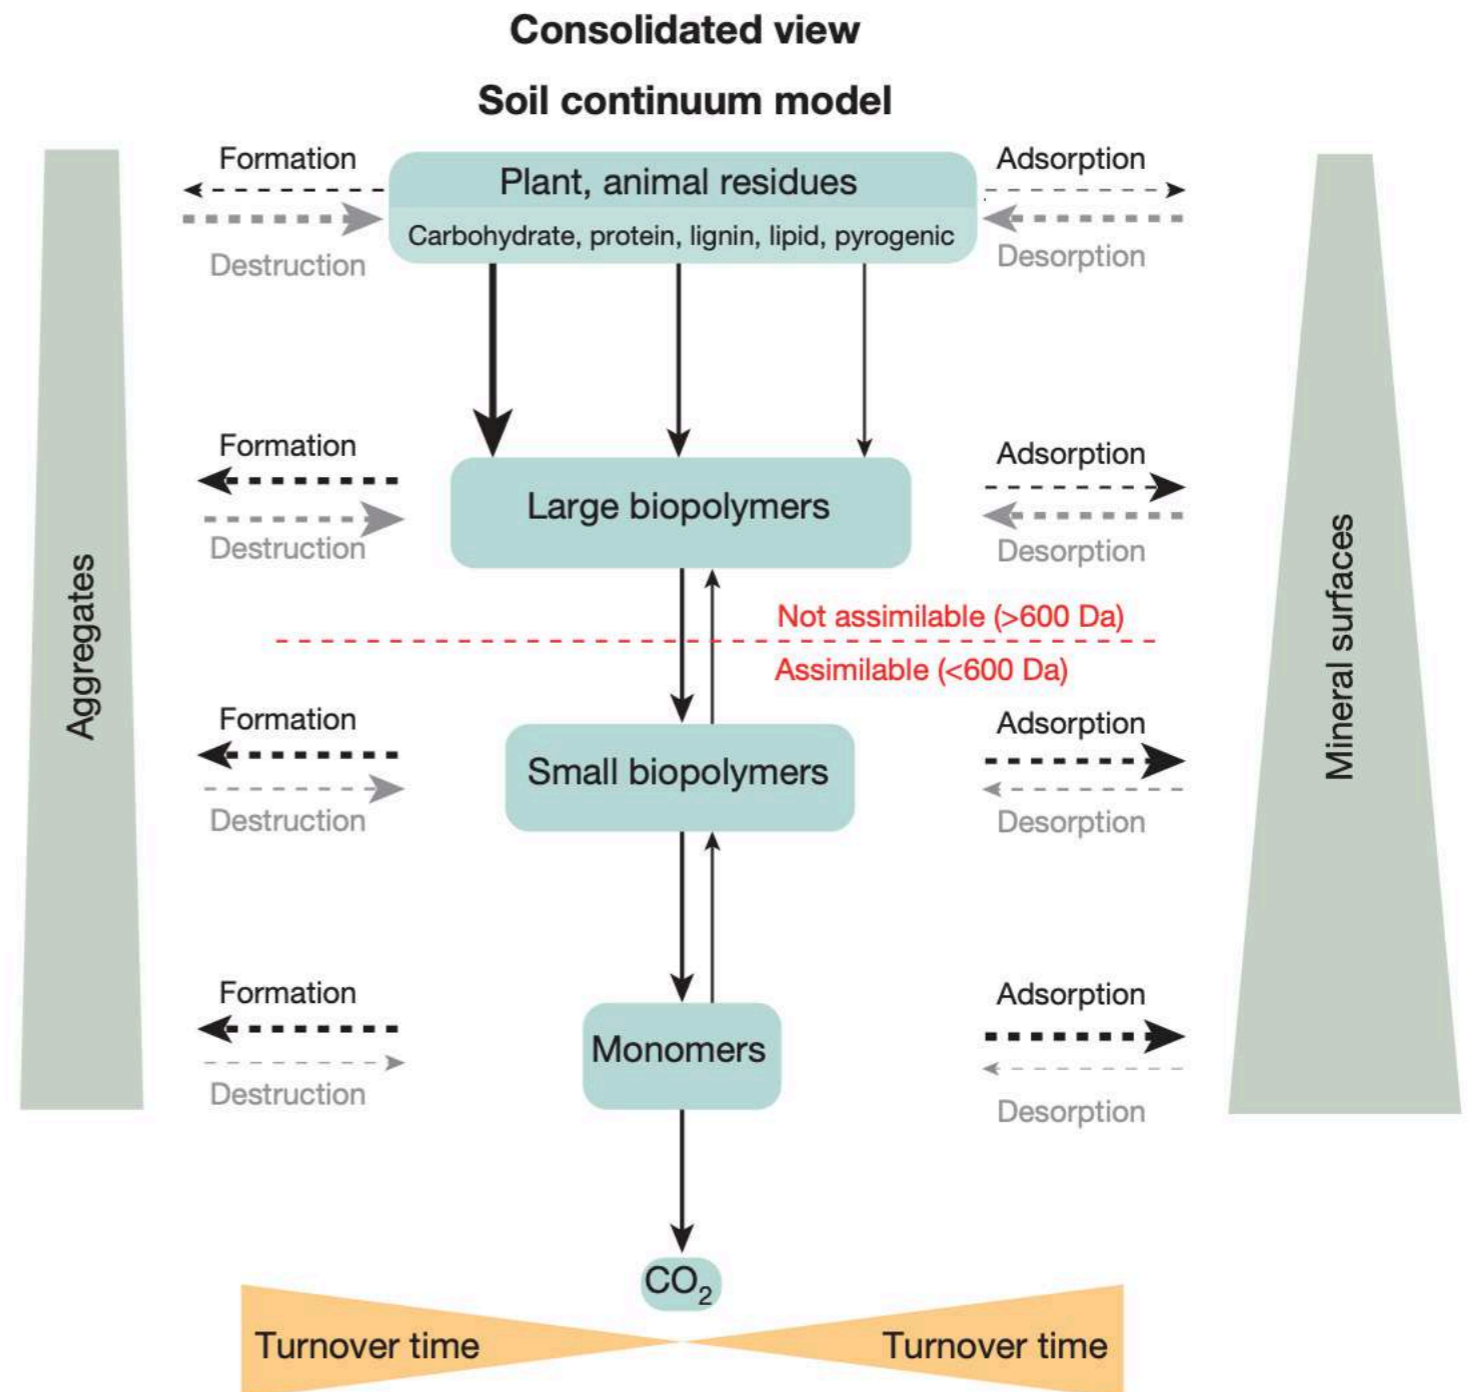 Consolidated view
Soil continuum model
Formation
Plant, animal residues
Adsorption
Carbohydrate, protein, lignin, lipid, pyrogenic
Destruction
Desorption
Formation
Adsorption
Large biopolymers
Destruction
Desorption
Aggregates
Not assimilable (>600 Da)
Assimilable (<600 Da)
Mineral surfaces
Formation
Adsorption
Small biopolymers
Destruction
Desorption
Formation
Adsorption
Monomers
Destruction
Desorption
CO₂
Turnover time
Turnover time